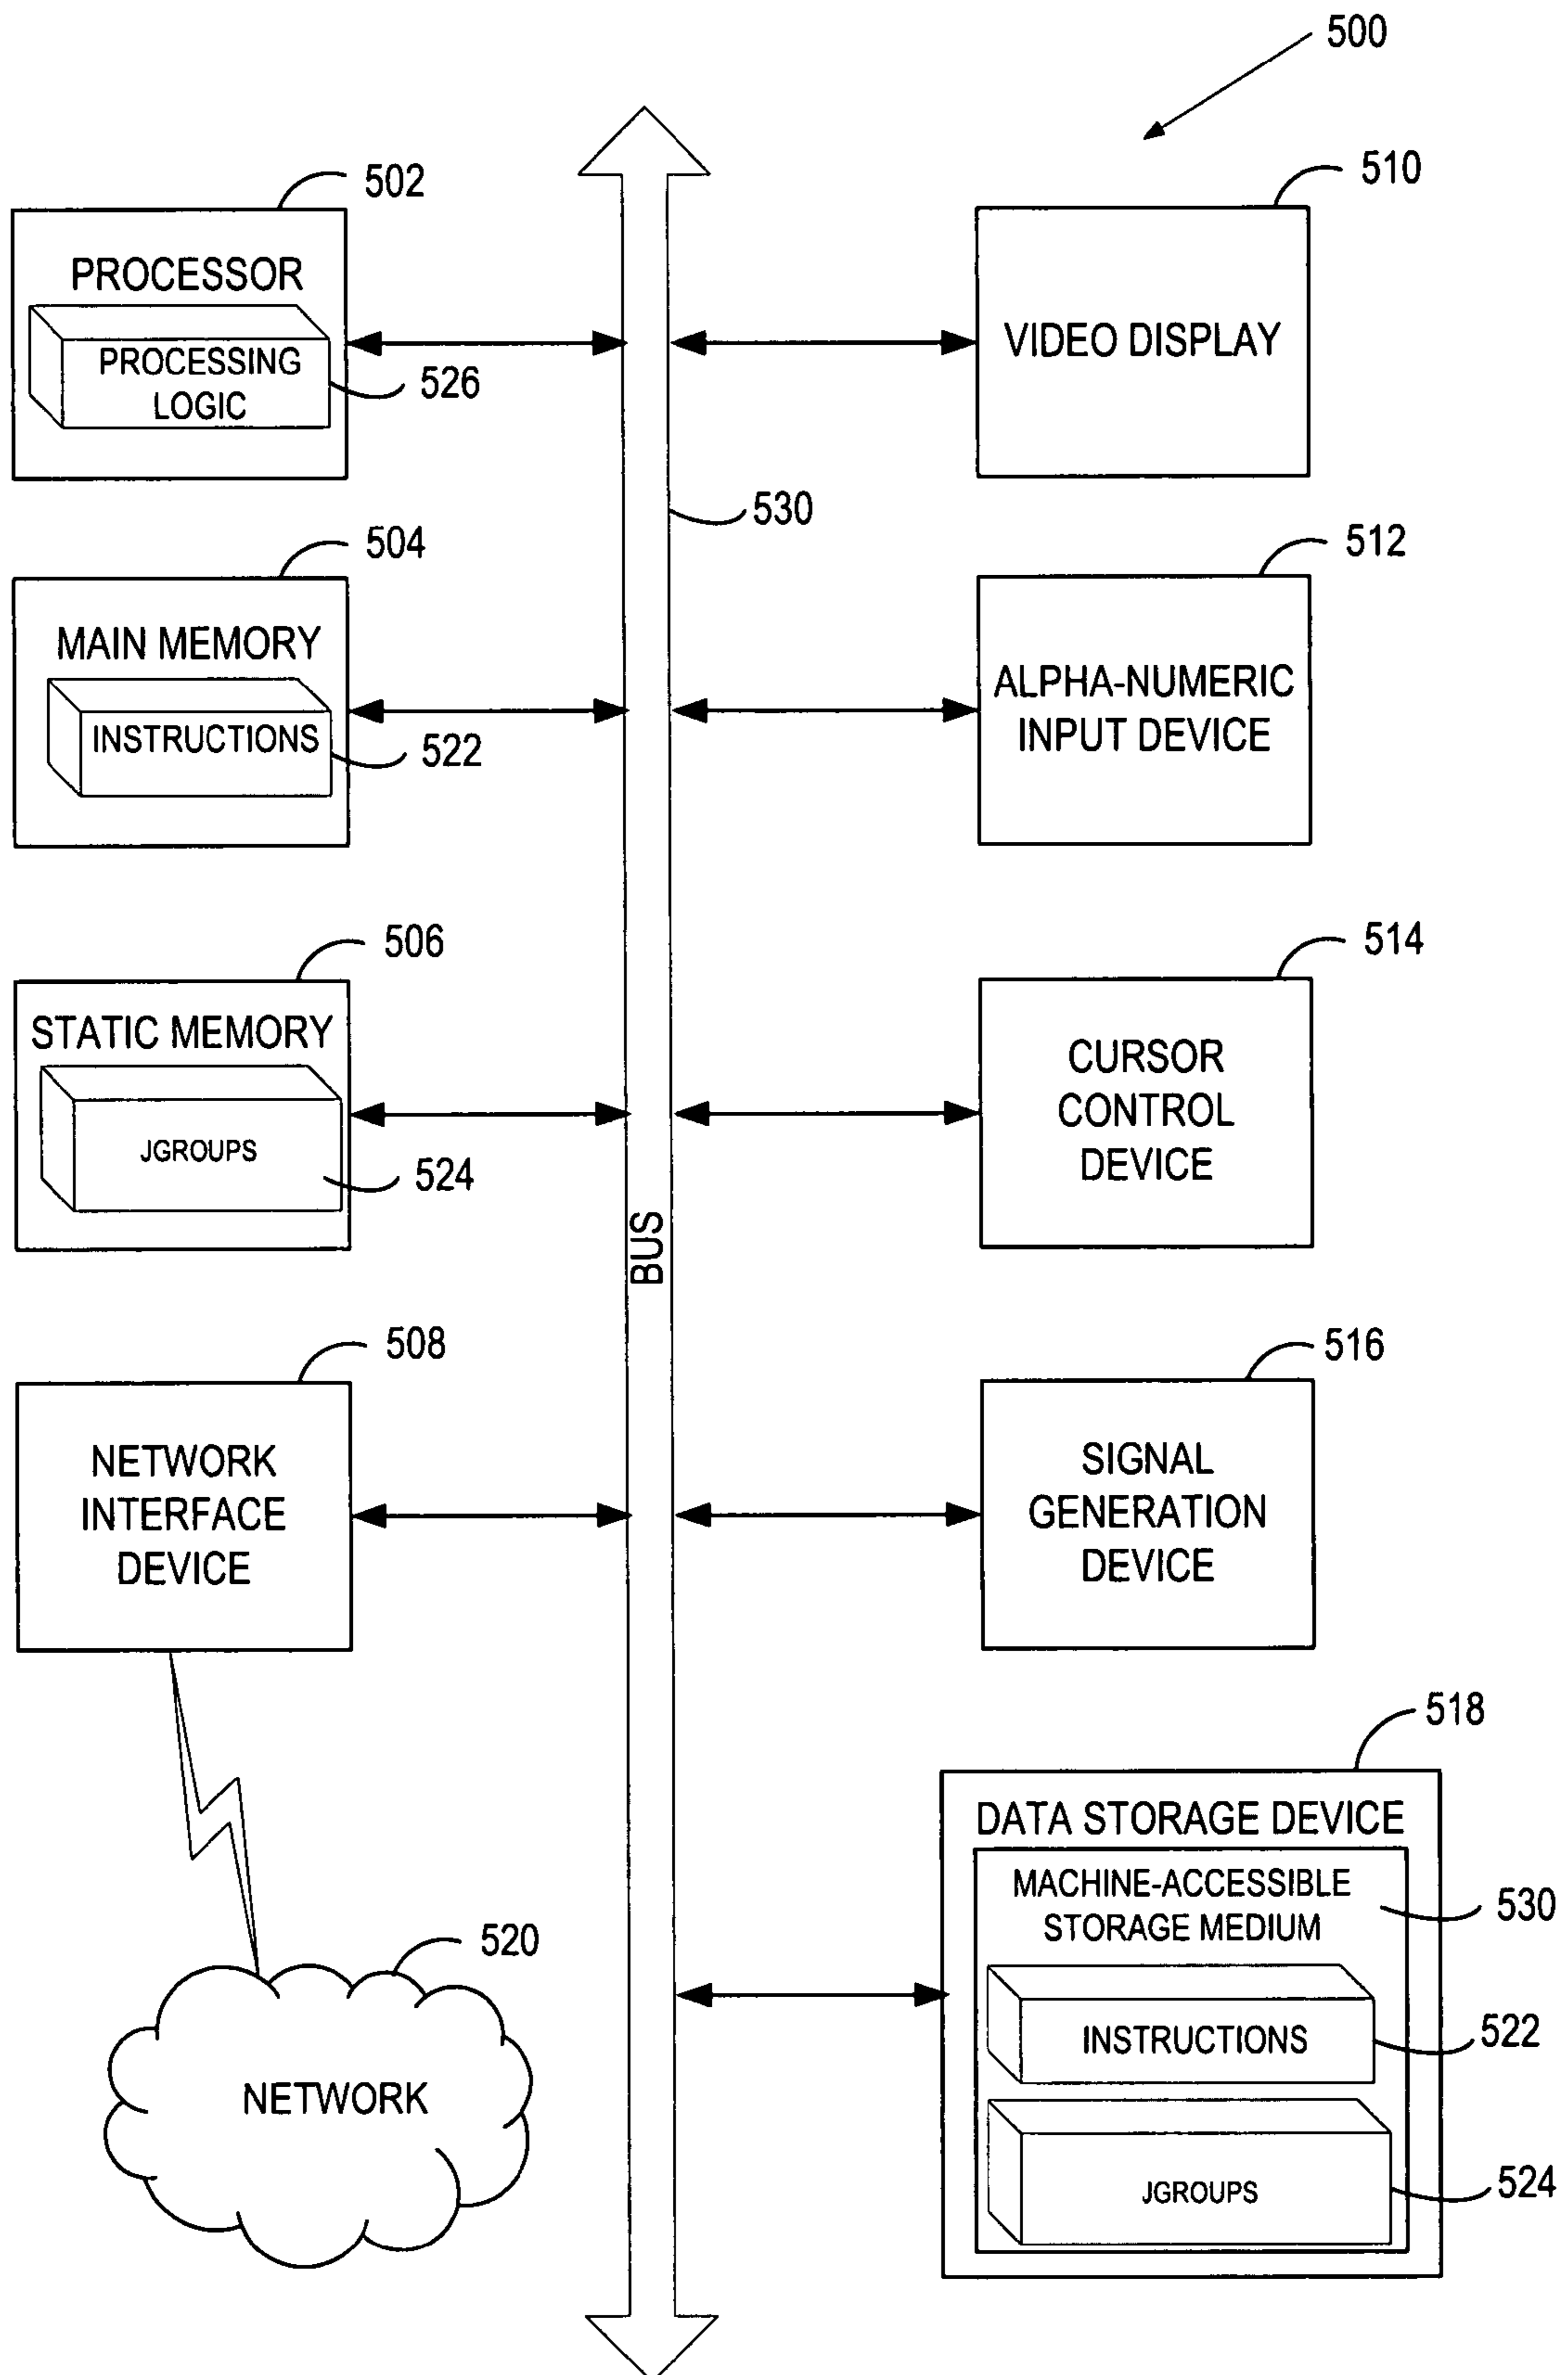 500
502
PROCESSOR
PROCESSING
LOGIC
526
510
VIDEO DISPLAY
530
504
MAIN MEMORY
INSTRUCTIONS
522
512
ALPHA-NUMERIC
INPUT DEVICE
506
STATIC MEMORY
JGROUPS
524
514
CURSOR
CONTROL
DEVICE
BUS
508
NETWORK
INTERFACE
DEVICE
516
SIGNAL
GENERATION
DEVICE
520
NETWORK
518
DATA STORAGE DEVICE
MACHINE-ACCESSIBLE
STORAGE MEDIUM
530
INSTRUCTIONS
522
JGROUPS
524